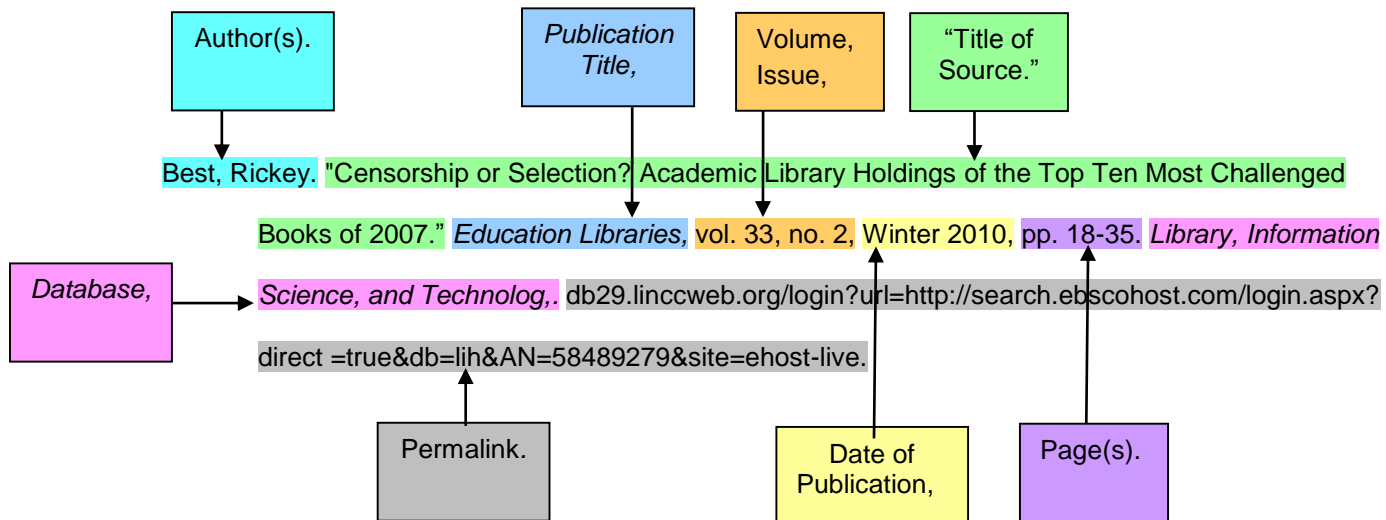 Author(s).
Publication
Title,
Volume,
Issue,
“Title of
Source.”
Best, Rickey. "Censorship or Selection? Academic Library Holdings of the Top Ten Most Challenged
Books of 2007.” Education Libraries, vol. 33, no. 2, Winter 2010, pp. 18-35. Library, Information
Database,
Science, and Technolog,. db29.linccweb.org/login?url=http://search.ebscohost.com/login.aspx?
direct =true&db=lih&AN=58489279&site=ehost-live.
Permalink.
Date of
Publication,
Page(s).